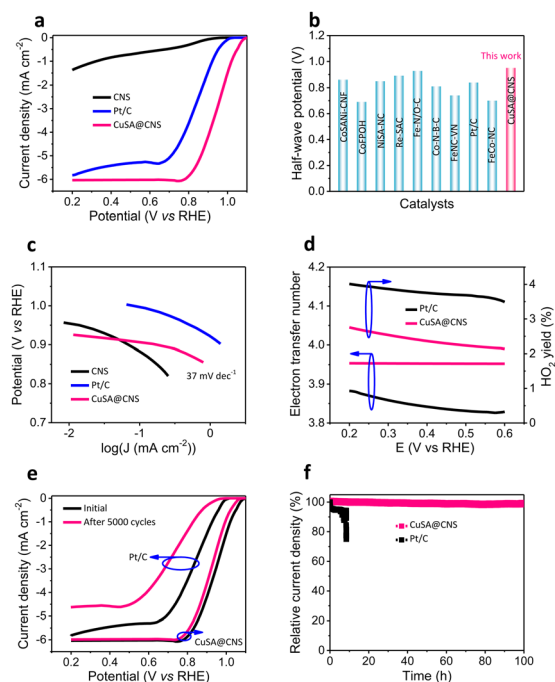 a
Current density (mA cm⁻²)
0
-1
-2
-3
-4
-5
-6
CNS
Pt/C
CuSA@CNS
0.2 0.4 0.6 0.8 1.0
Potential (V vs RHE)
b
This work
Half-wave potential (V)
1.2
1.0
0.8
0.6
0.4
0.2
0.0
CoSANi-CNF
CoFPOH
NiSA-NC
Re-SAC
Fe-N/O-C
Co-N-B-C
FeNC-VN
Pt/C
FeCo-NC
CuSA@CNS
Catalysts
c
Potential (V vs RHE)
1.1
1.0
0.9
0.8
0.7
CNS
Pt/C
CuSA@CNS
37 mV dec⁻¹
-2 -1 0 1
log(J (mA cm⁻²))
d
Electron transfer number
4.2
4.1
4.0
3.9
3.8
Pt/C
CuSA@CNS
4
3
2
1
0
HO₂ yield (%)
0.2 0.3 0.4 0.5 0.6
E (V vs RHE)
e
Current density (mA cm⁻²)
0
-1
-2
-3
-4
-5
-6
Initial
After 5000 cycles
Pt/C
CuSA@CNS
0.2 0.4 0.6 0.8 1.0
Potential (V vs RHE)
f
Relative current density (%)
120
100
80
60
40
20
0
CuSA@CNS
Pt/C
0 20 40 60 80 100
Time (h)